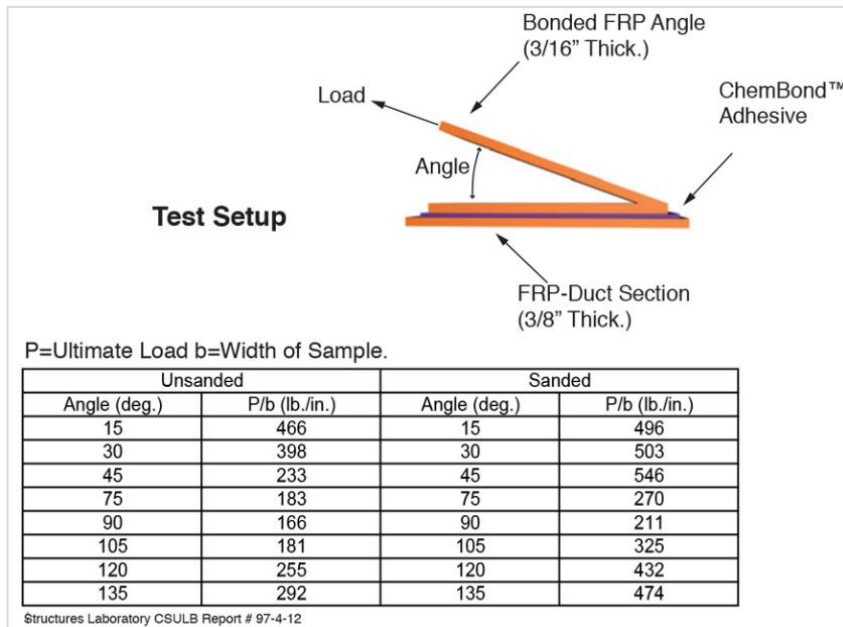 Bonded FRP Angle
(3/16” Thick.)
Load
ChemBond™
Adhesive
Angle
Test Setup
FRP-Duct Section
(3/8” Thick.)
P=Ultimate Load b=Width of Sample.
Unsanded Sanded
Angle (deg.) P/b (lb./in.) Angle (deg.) P/b (lb./in.)
15 466 15 496
30 398 30 503
45 233 45 546
75 183 75 270
90 166 90 211
105 181 105 325
120 255 120 432
135 292 135 474
Structures Laboratory CSULB Report # 97-4-12